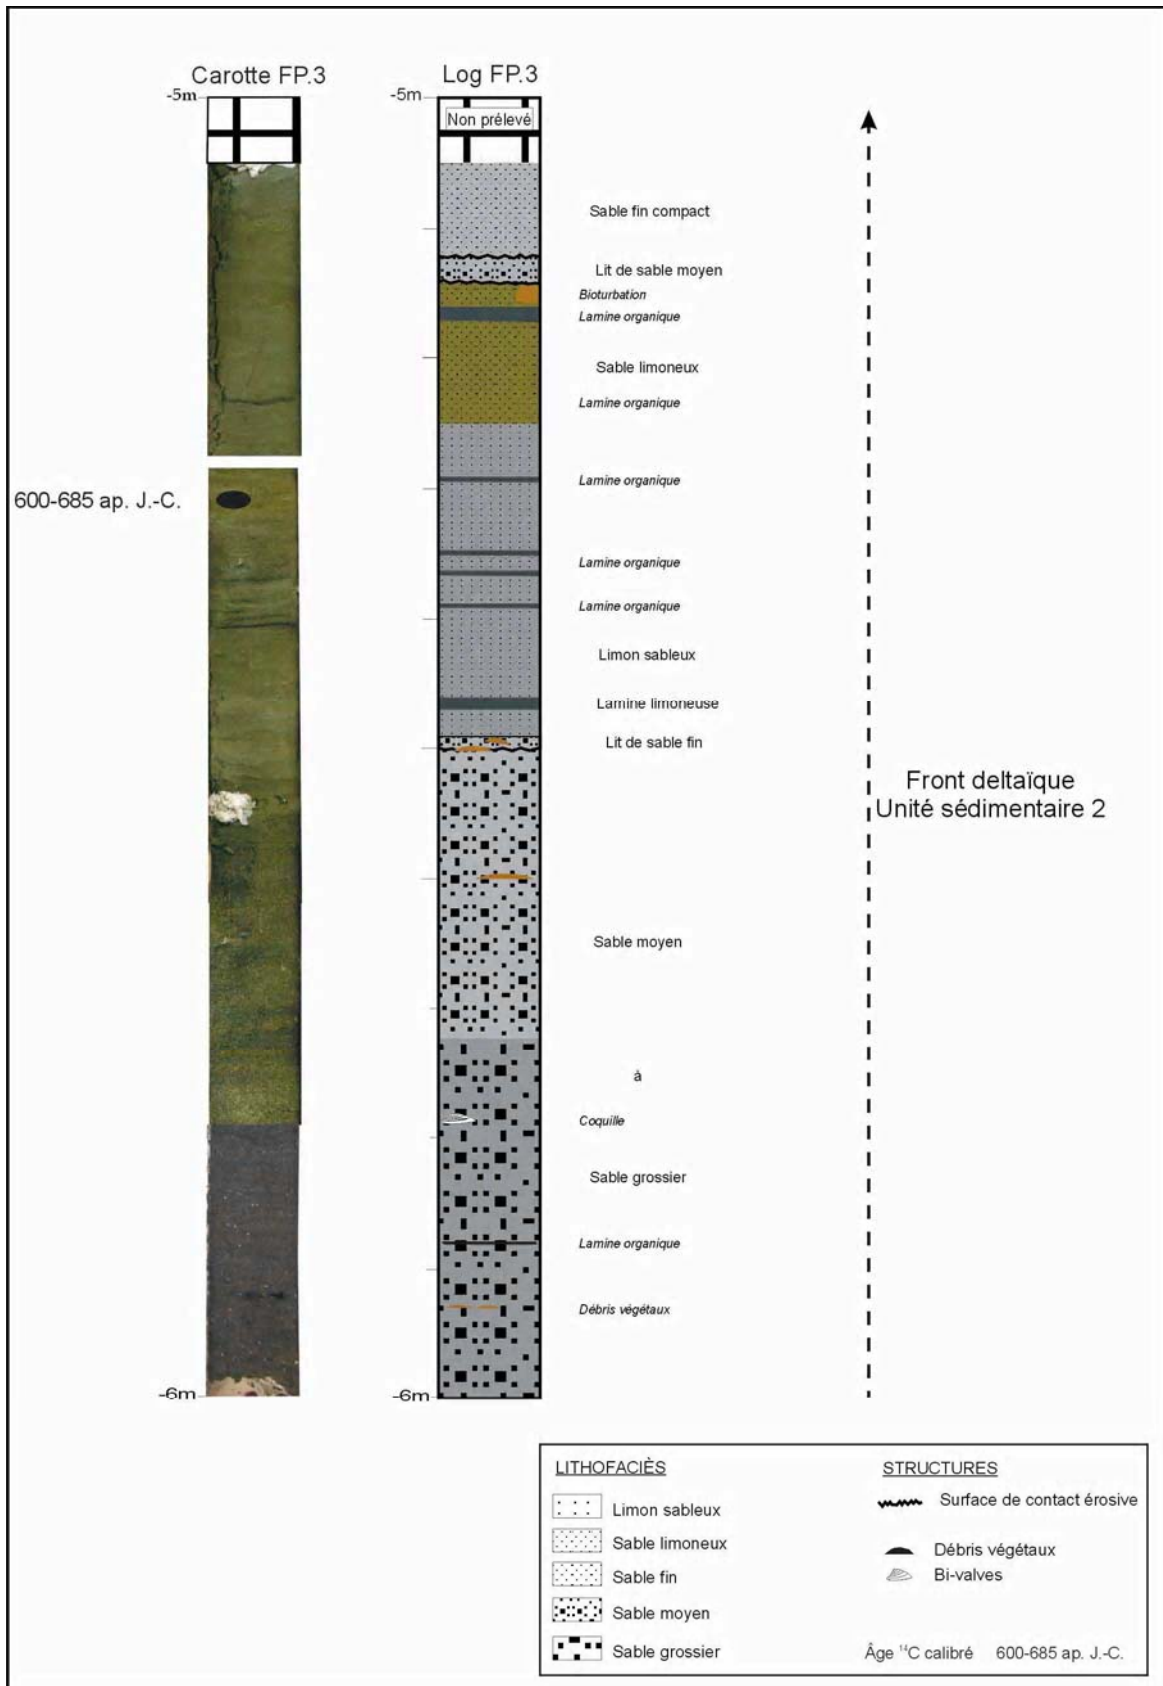 Carotte FP.3
Log FP.3
-5m
-5m
Non prélevé
Sable fin compact
Lit de sable moyen
Bioturbation
Lamine organique
Sable limoneux
Lamine organique
Lamine organique
600-685 ap. J.-C.
Lamine organique
Lamine organique
Limon sableux
Lamine limoneuse
Lit de sable fin
Front deltaïque
Unité sédimentaire 2
Sable moyen
à
Coquille
Sable grossier
Lamine organique
Débris végétaux
-6m
-6m
LITHOFACIÈS
Limon sableux
Sable limoneux
Sable fin
Sable moyen
Sable grossier
STRUCTURES
Surface de contact érosive
Débris végétaux
Bi-valves
Âge ¹⁴C calibré 600-685 ap. J.-C.